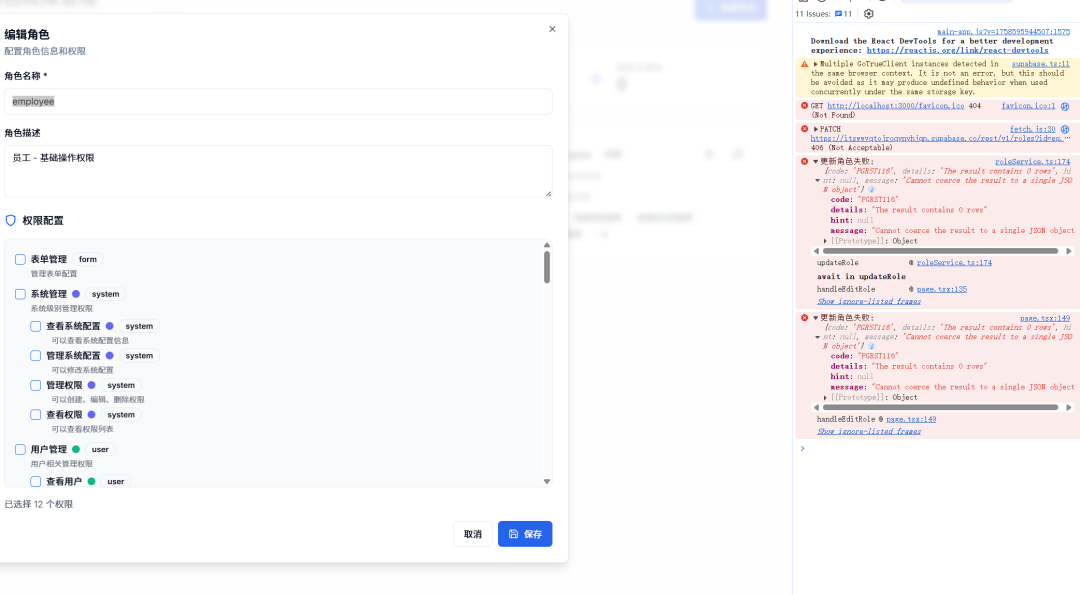 编辑角色
配置角色信息和权限
角色名称 *
employee
角色描述
员工 - 基础操作权限
权限配置
表单管理 form
管理表单配置
系统管理 system
系统级别管理权限
查看系统配置 system
可以查看系统配置信息
管理系统配置 system
可以修改系统配置
管理权限 system
可以创建、编辑、删除权限
查看权限 system
可以查看权限列表
用户管理 user
用户相关管理权限
查看用户 user
已选择 12 个权限
取消 保存
11 Issues: 11
main-app.js?v=1758595944507:1575
Download the React DevTools for a better development
experience: https://reactjs.org/link/react-devtools
Multiple GoTrueClient instances detected in supabase.ts:11
the same browser context. It is not an error, but this should
be avoided as it may produce undefined behavior when used
concurrently under the same storage key.
GET http://localhost:3000/favicon.ico 404 favicon.ico:1
(Not Found)
PATCH fetch.js:30
406 (Not Acceptable)
更新角色失败: roleService.ts:174
{code: 'PGRST116', details: 'The result contains 0 rows', hi
nt: null, message: 'Cannot coerce the result to a single JSO
N object'}
code: "PGRST116"
details: "The result contains 0 rows"
hint: null
message: "Cannot coerce the result to a single JSON object
[[Prototype]]: Object
updateRole @ roleService.ts:174
await in updateRole
handleEditRole @ page.tsx:135
Show ignore-listed frames
更新角色失败: page.tsx:149
{code: 'PGRST116', details: 'The result contains 0 rows', hi
nt: null, message: 'Cannot coerce the result to a single JSO
N object'}
code: "PGRST116"
details: "The result contains 0 rows"
hint: null
message: "Cannot coerce the result to a single JSON object
[[Prototype]]: Object
handleEditRole @ page.tsx:149
Show ignore-listed frames